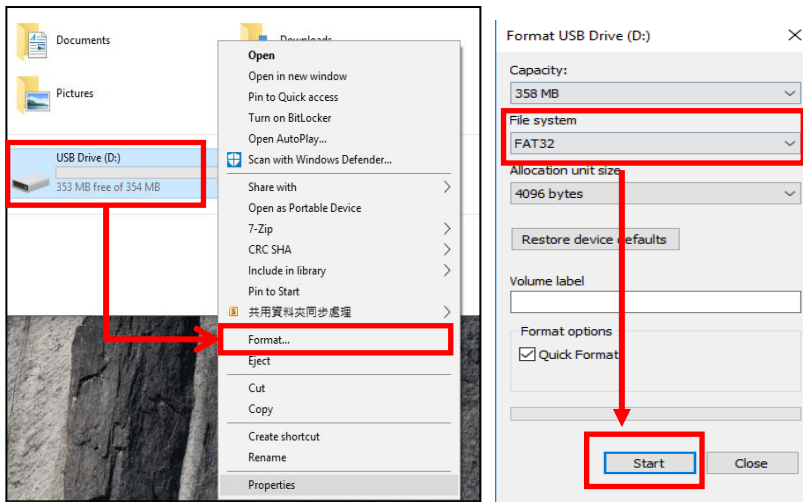 Documents
Downloads
Pictures
USB Drive (D:)
353 MB free of 354 MB
Open
Open in new window
Pin to Quick access
Turn on BitLocker
Open AutoPlay...
Scan with Windows Defender...
Share with
Open as Portable Device
7-Zip
CRC SHA
Include in library
Pin to Start
S 共用資料夾同步處理
Format...
Eject
Cut
Copy
Create shortcut
Rename
Properties
Format USB Drive (D:)
Capacity:
358 MB
File system
FAT32
Allocation unit size
4096 bytes
Restore device defaults
Volume label
Format options
Quick Format
Start
Close